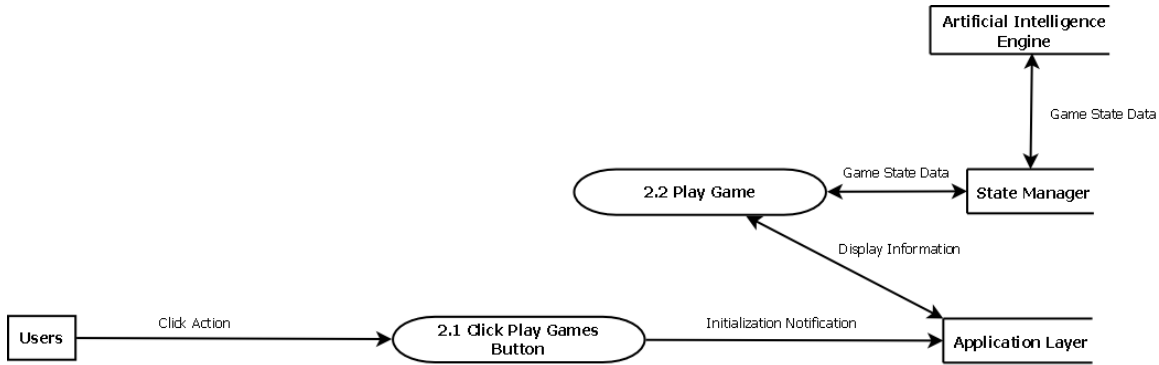 Artificial Intelligence
Engine
Game State Data
Game State Data
2.2 Play Game
State Manager
Display Information
Click Action
Initialization Notification
Users
2.1 Click Play Games
Button
Application Layer